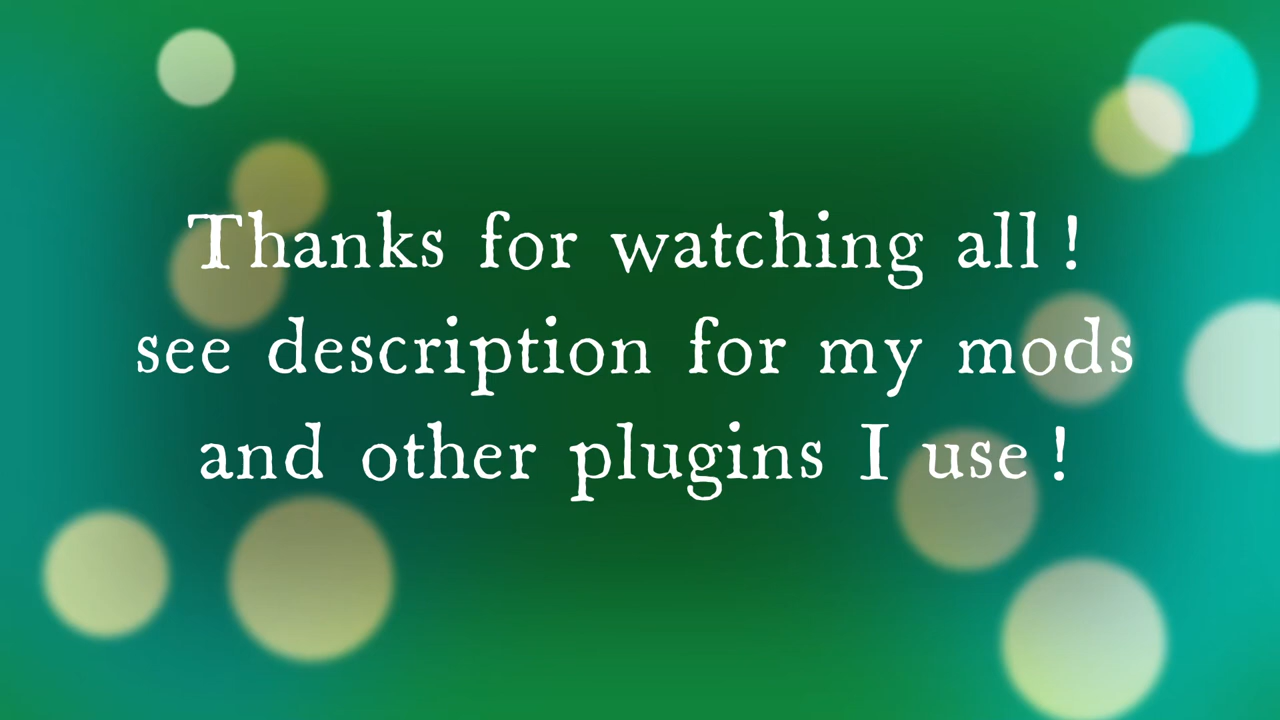 Thanks for watching all !
see description for my mods
and other plugins I use !